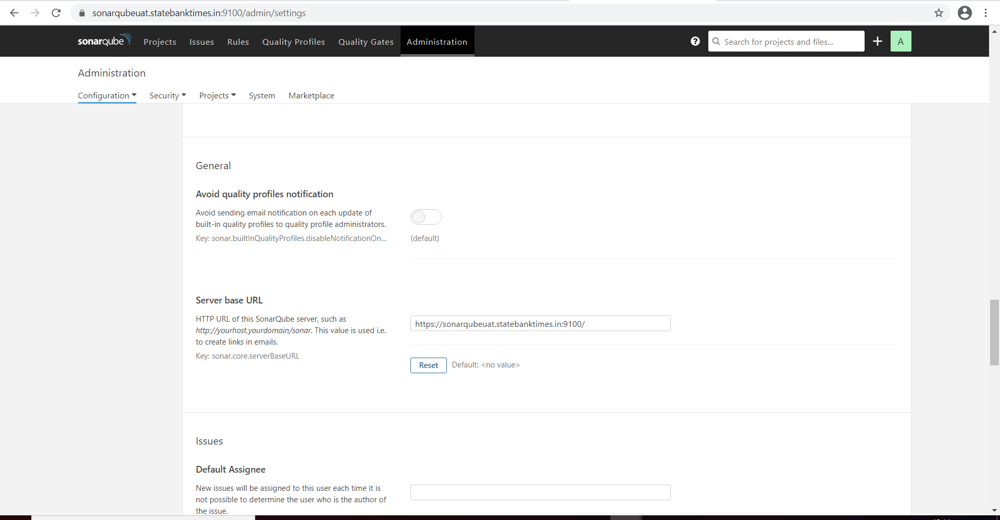 sonarqubeuat.statebanktimes.in:9100/admin/settings
sonarqube Projects Issues Rules Quality Profiles Quality Gates Administration ? Search for projects and files... + A
Administration
Configuration Security Projects System Marketplace
General
Avoid quality profiles notification
Avoid sending email notification on each update of
built-in quality profiles to quality profile administrators.
Key: sonar.builtInQualityProfiles.disableNotificationOn...
(default)
Server base URL
HTTP URL of this SonarQube server, such as
http://yourhost.yourdomain/sonar. This value is used i.e.
to create links in emails.
Key: sonar.core.serverBaseURL
https://sonarqubeuat.statebanktimes.in:9100/
Reset Default: <no value>
Issues
Default Assignee
New issues will be assigned to this user each time it is
not possible to determine the user who is the author of
the issue.